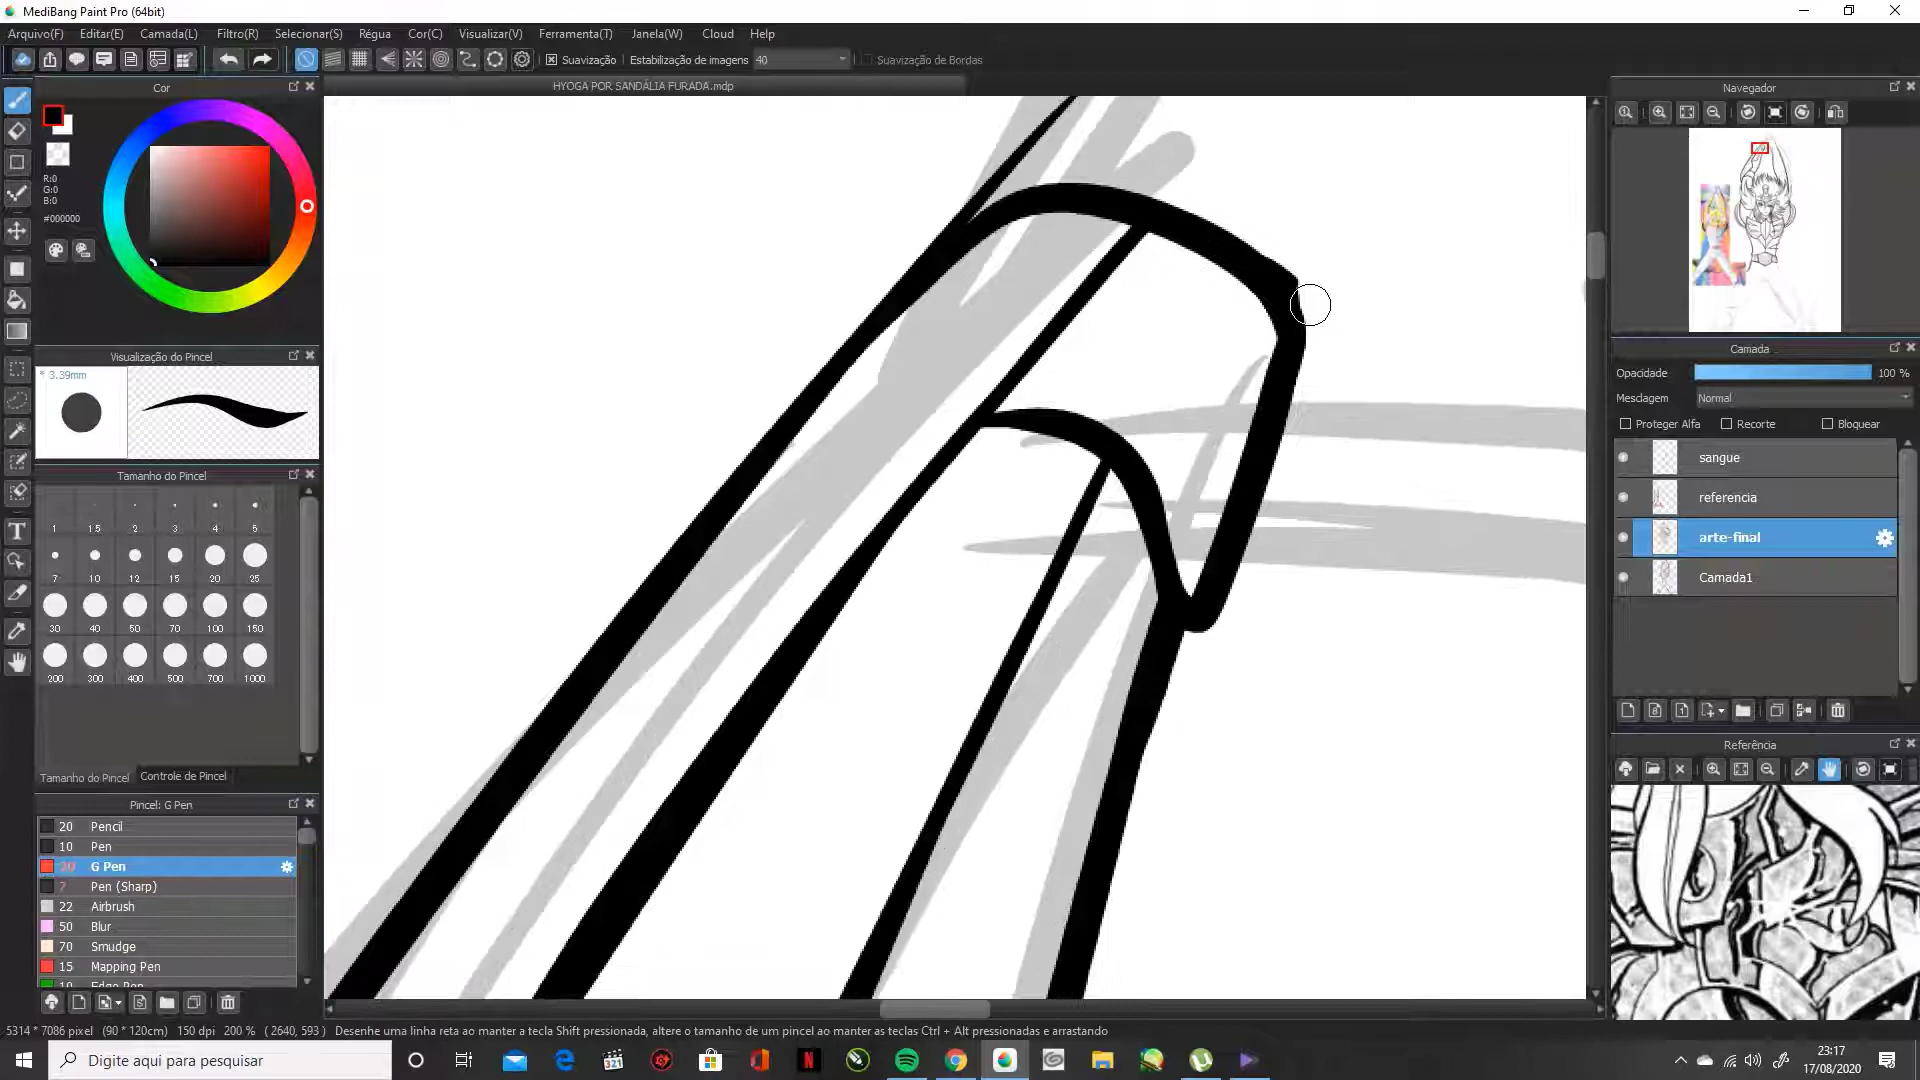 MediBang Paint Pro (64bit)
Arquivo(F) Editar(E) Camada(L) Filtro(R) Selecionar(S) Régua Cor(C) Visualizar(V) Ferramenta(T) Janela(W) Cloud Help
Suavização Estabilização de imagens 40 Suavização de Bordas
HYOGA POR SANDÁLIA FURADA.mdp
Cor
R:0
G:0
B:0
#000000
Visualização do Pincel
* 3.39mm
Tamanho do Pincel
1 1.5 2 3 4 5
7 10 12 15 20 25
30 40 50 70 100 150
200 300 400 500 700 1000
Tamanho do Pincel Controle de Pincel
Pincel: G Pen
20 Pencil
10 Pen
20 G Pen
7 Pen (Sharp)
22 Airbrush
50 Blur
70 Smudge
15 Mapping Pen
10 Edge Pen
Navegador
Camada
Opacidade 100 %
Mesclagem Normal
Proteger Alfa Recorte Bloquear
sangue
referencia
arte-final
Camada1
Referência
5314 * 7086 pixel (90 * 120cm) 150 dpi 200 % ( 2640, 593 ) Desenhe uma linha reta ao manter a tecla Shift pressionada, altere o tamanho de um pincel ao manter as teclas Ctrl + Alt pressionadas e arrastando
Digite aqui para pesquisar
321
N
23:17
17/08/2020